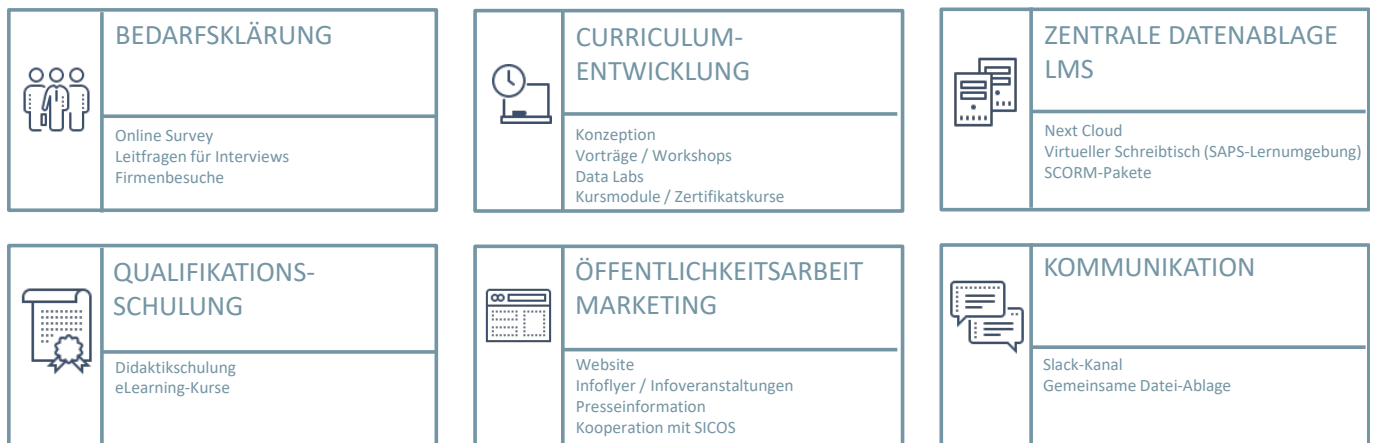 BEDARFSKLÄRUNG
Online Survey
Leitfragen für Interviews
Firmenbesuche
CURRICULUM-
ENTWICKLUNG
Konzeption
Vorträge / Workshops
Data Labs
Kursmodule / Zertifikatskurse
ZENTRALE DATENABLAGE
LMS
Next Cloud
Virtueller Schreibtisch (SAPS-Lernumgebung)
SCORM-Pakete
QUALIFIKATIONS-
SCHULUNG
Didaktikschulung
eLearning-Kurse
ÖFFENTLICHKEITSARBEIT
MARKETING
Website
Infoflyer / Infoveranstaltungen
Presseinformation
Kooperation mit SICOS
KOMMUNIKATION
Slack-Kanal
Gemeinsame Datei-Ablage